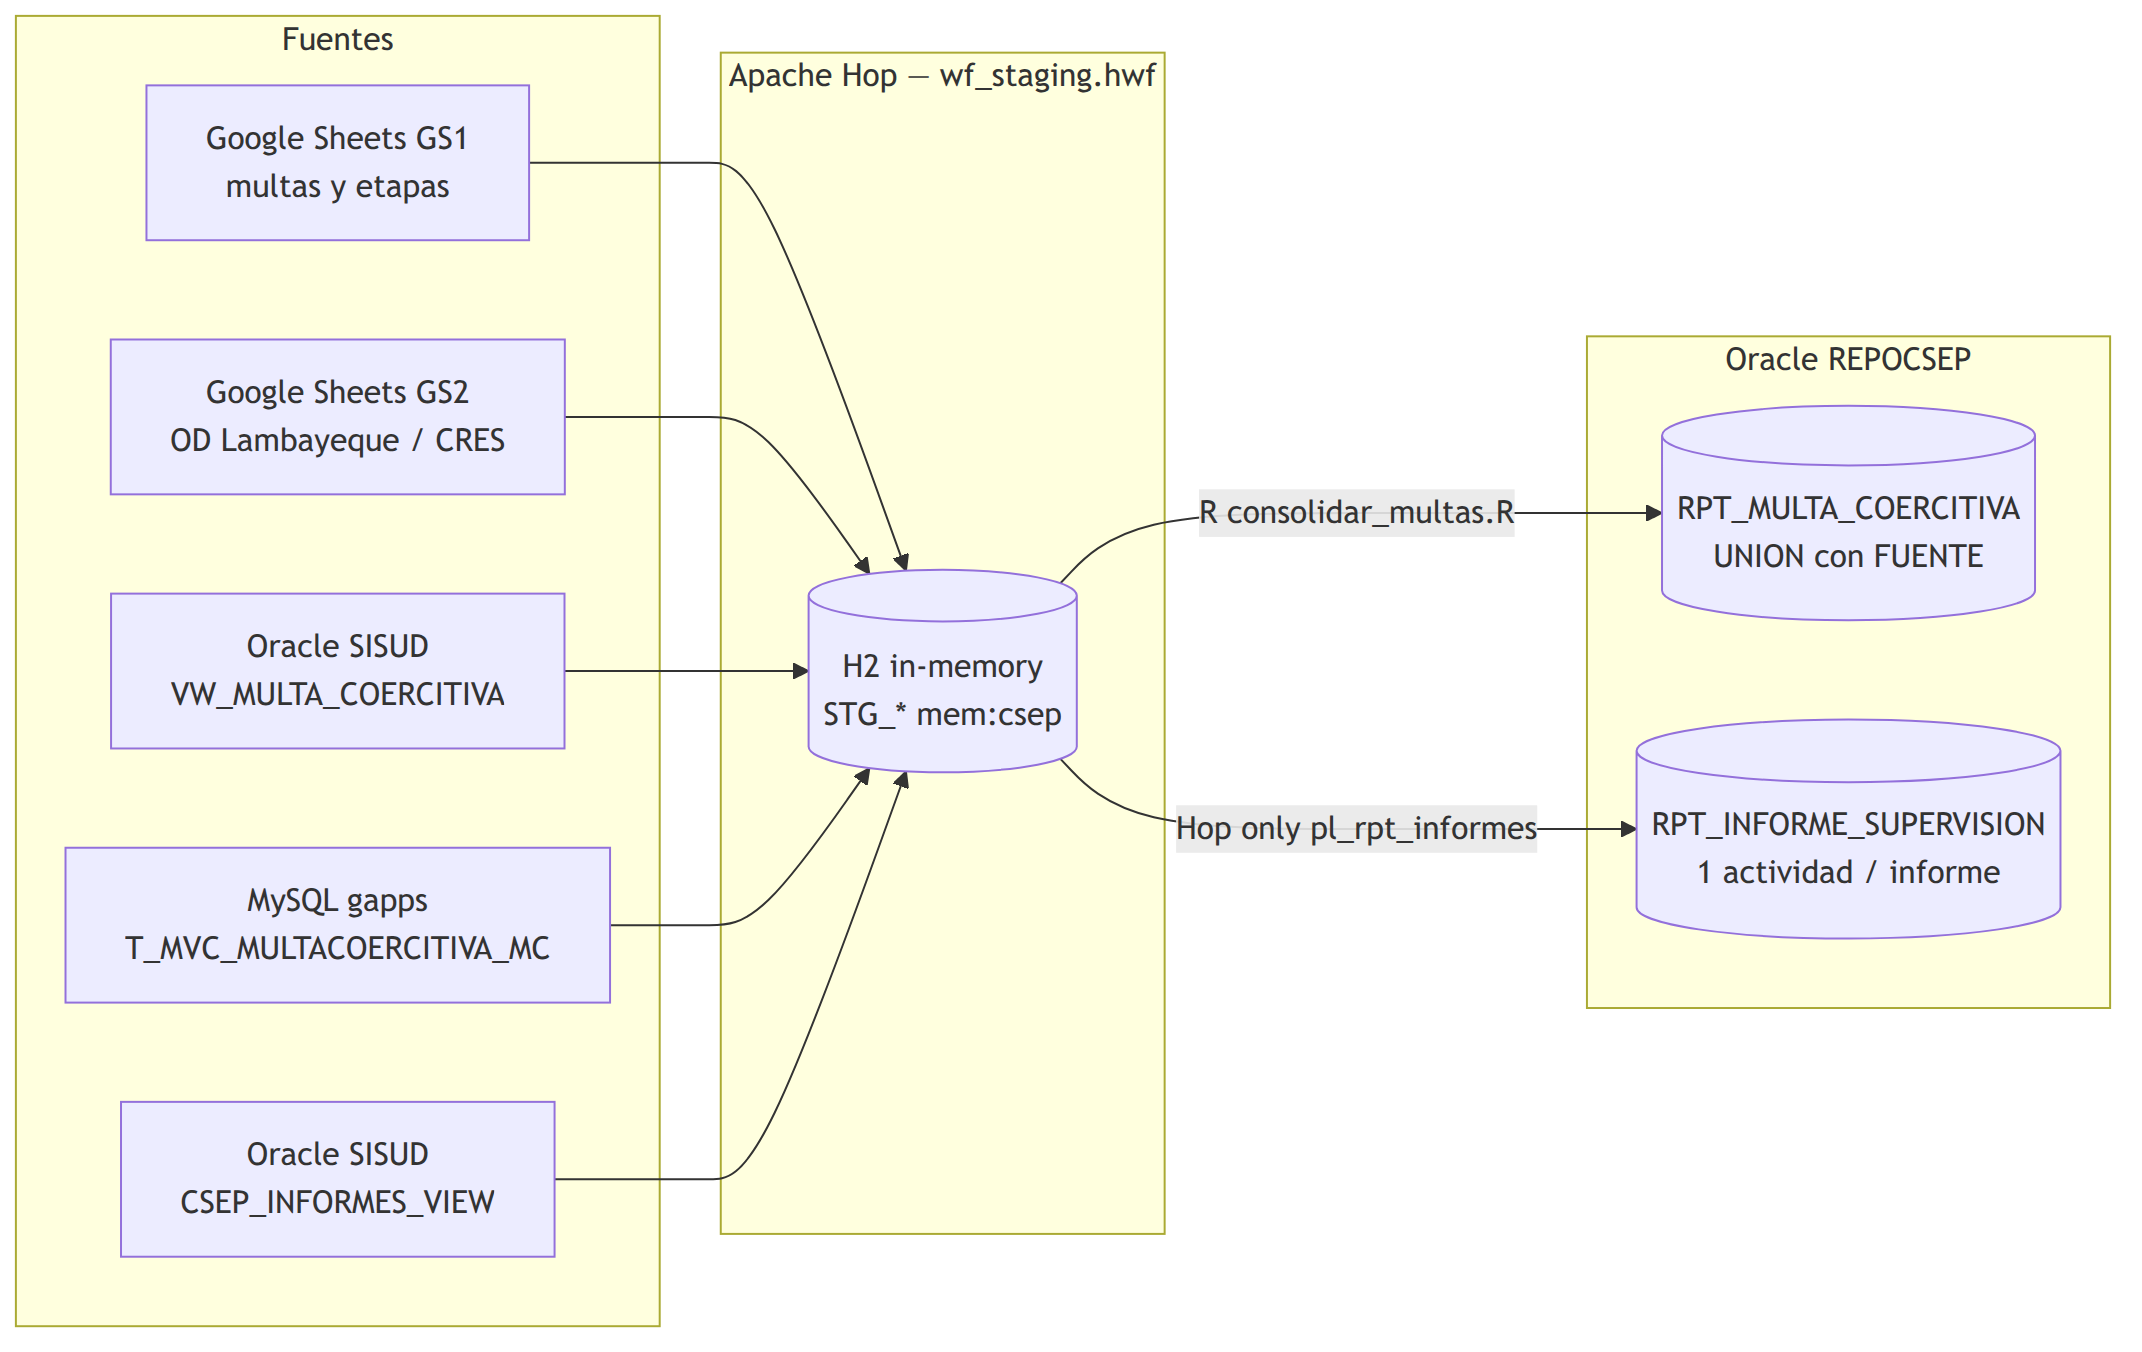 Fuentes
Google Sheets GS1
multas y etapas
Google Sheets GS2
OD Lambayeque / CRES
Oracle SISUD
VW_MULTA_COERCITIVA
MySQL gapps
T_MVC_MULTACOERCITIVA_MC
Oracle SISUD
CSEP_INFORMES_VIEW
Apache Hop — wf_staging.hwf
H2 in-memory
STG_* mem:csep
R consolidar_multas.R
Hop only pl_rpt_informes
Oracle REPOCSEP
RPT_MULTA_COERCITIVA
UNION con FUENTE
RPT_INFORME_SUPERVISION
1 actividad / informe